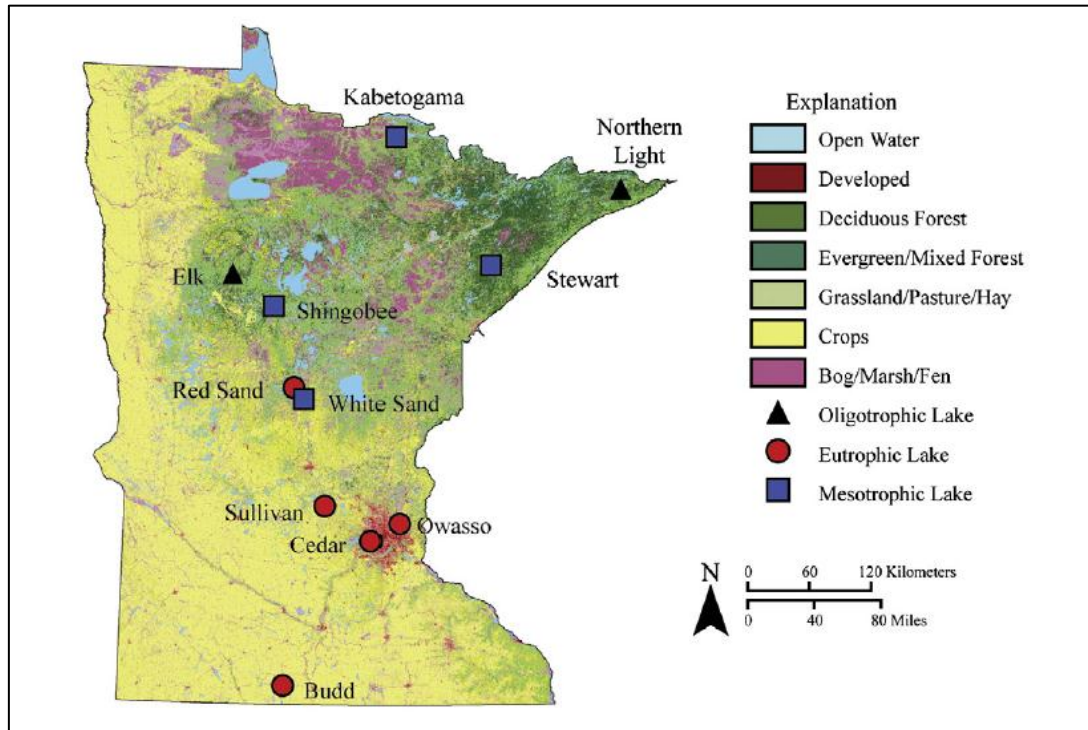 Kabetogama
Northern
Light
Elk
Shingobee
Stewart
Red Sand
White Sand
Sullivan
Owasso
Cedar
Budd
Explanation
Open Water
Developed
Deciduous Forest
Evergreen/Mixed Forest
Grassland/Pasture/Hay
Crops
Bog/Marsh/Fen
Oligotrophic Lake
Eutrophic Lake
Mesotrophic Lake
N
0 60 120 Kilometers
0 40 80 Miles